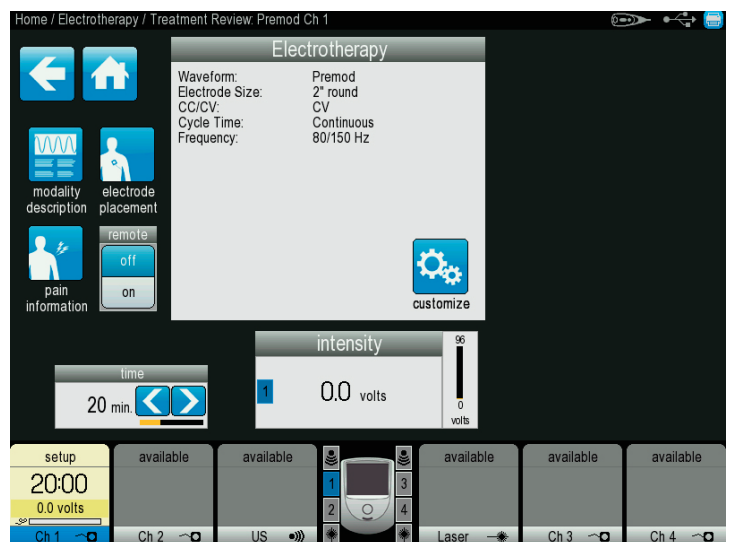 Home / Electrotherapy / Treatment Review: Premod Ch 1
Electrotherapy
Waveform: Premod
Electrode Size: 2" round
CC/CV: CV
Cycle Time: Continuous
Frequency: 80/150 Hz
modality
description
electrode
placement
pain
information
remote
off
on
customize
time
20 min.
intensity
1 0.0 volts
96
0
volts
setup
20:00
0.0 volts
Ch 1
available
Ch 2
available
US
1
2
3
4
available
Laser
available
Ch 3
available
Ch 4